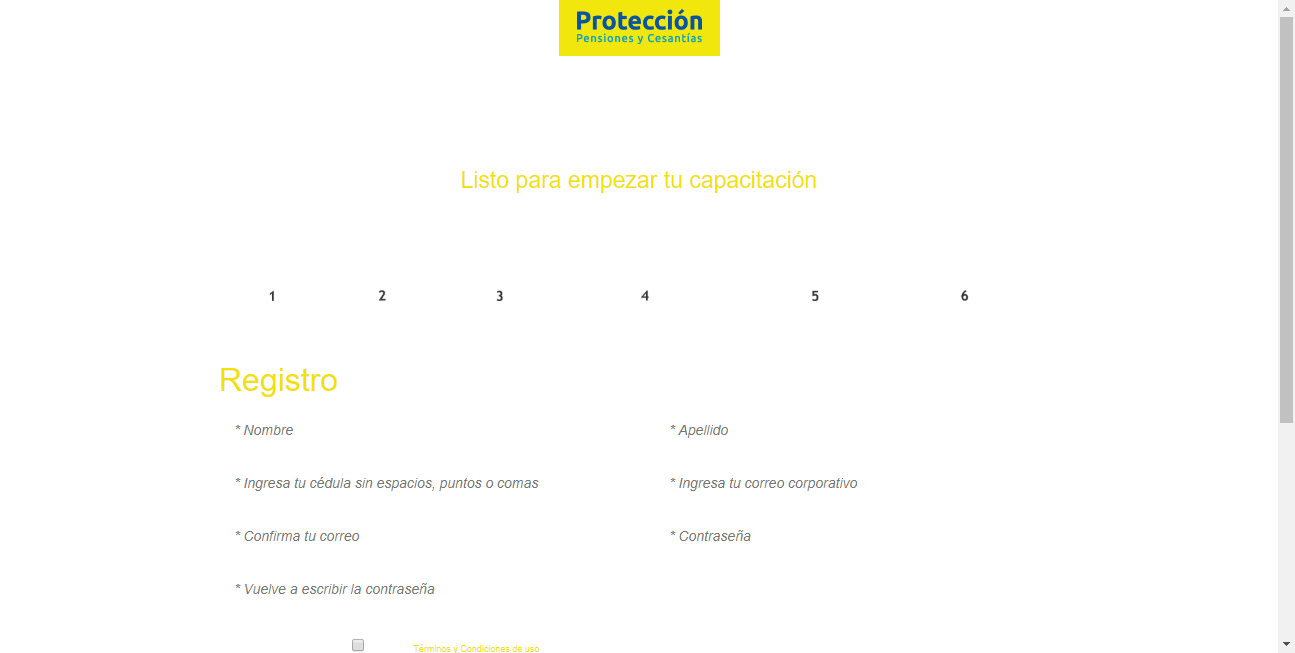 Protección
Pensiones y Cesantías
Listo para empezar tu capacitación
1 2 3 4 5 6
Registro
* Nombre
* Apellido
* Ingresa tu cédula sin espacios, puntos o comas
* Ingresa tu correo corporativo
* Confirma tu correo
* Contraseña
* Vuelve a escribir la contraseña
Términos y Condiciones de uso